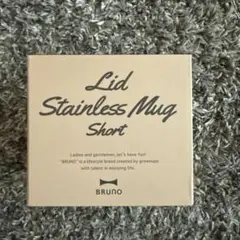 Lid
Stainless Mug
Short
Ladies and gentlemen, let's have fun!
"BRUNO" is a lifestyle brand created by grownups
with talent in enjoying life.
BRUNO